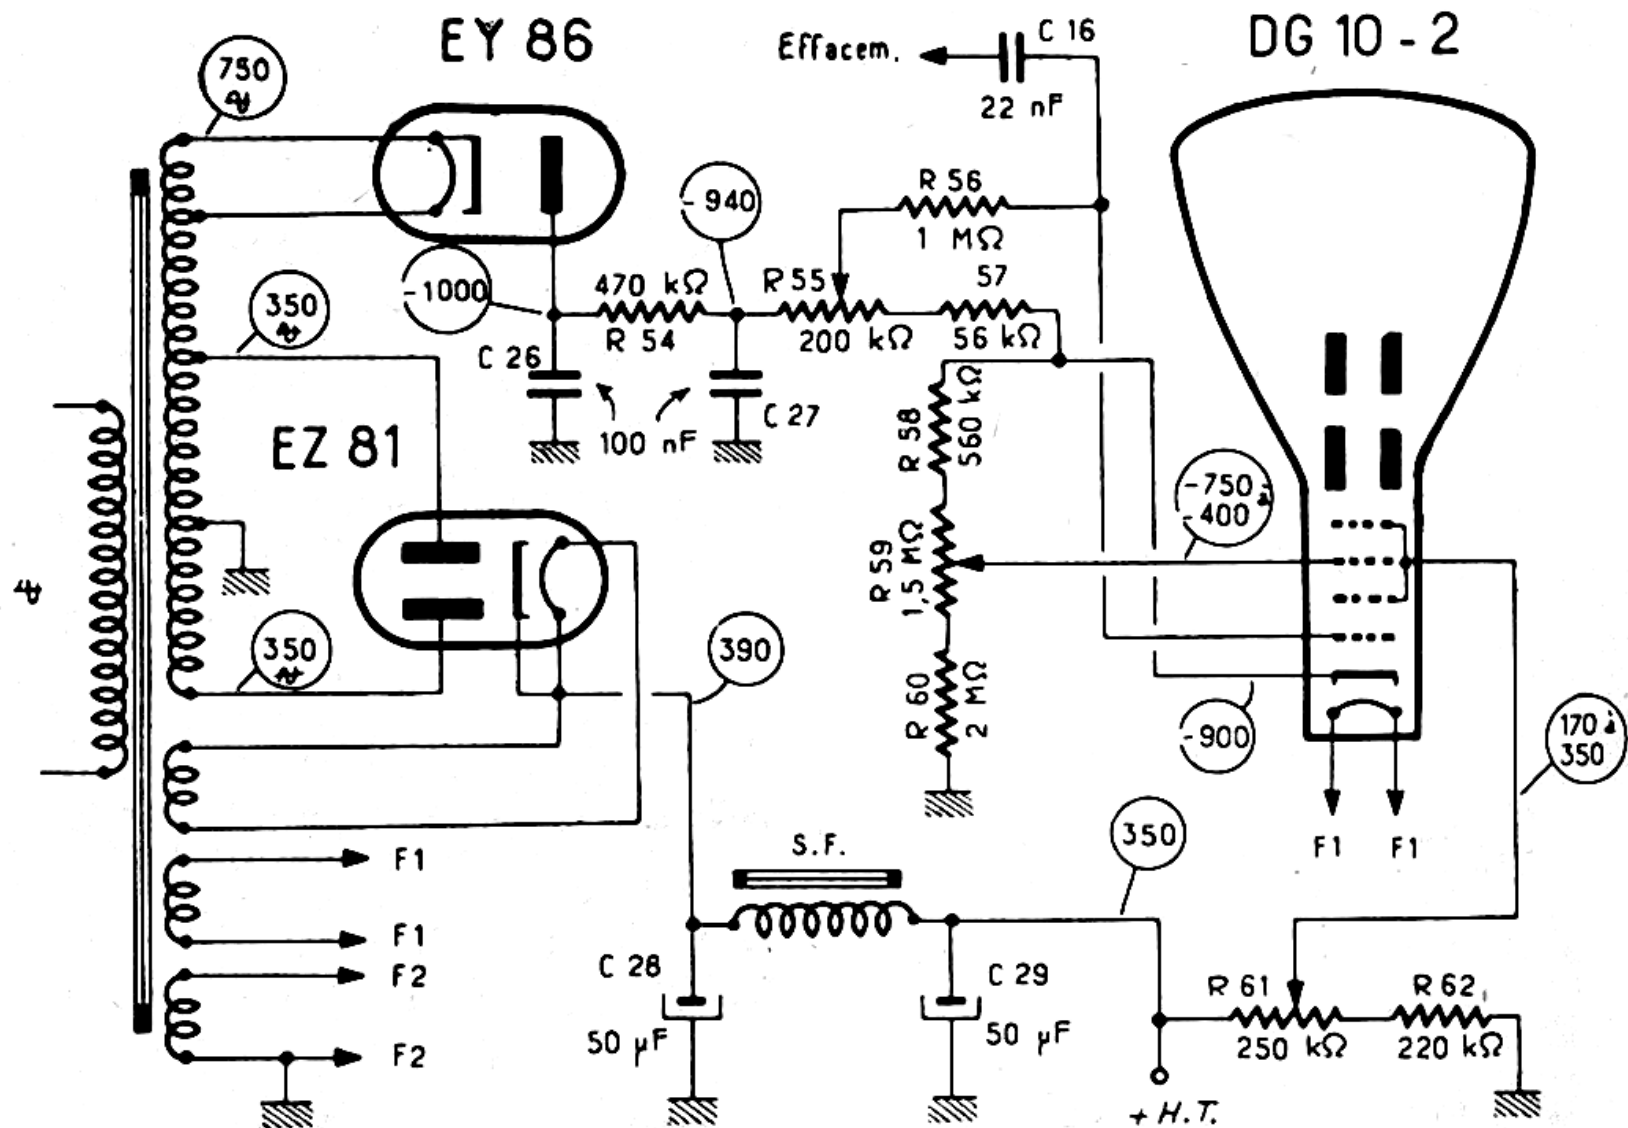 EY 86
Effacem.
C 16
22 nF
DG 10 - 2
750
R 56
1 MΩ
- 940
-1000
470 kΩ
R 54
R 55
200 kΩ
57
56 kΩ
350
C 26
100 nF
C 27
EZ 81
R 58
560 kΩ
-750 à
-400
R 59
1,5 MΩ
350
390
R 60
2 MΩ
-900
170 à
350
F1
F1
F1
F1
F2
F2
S.F.
350
C 28
50 µF
C 29
50 µF
R 61
250 kΩ
R 62
220 kΩ
+ H.T.